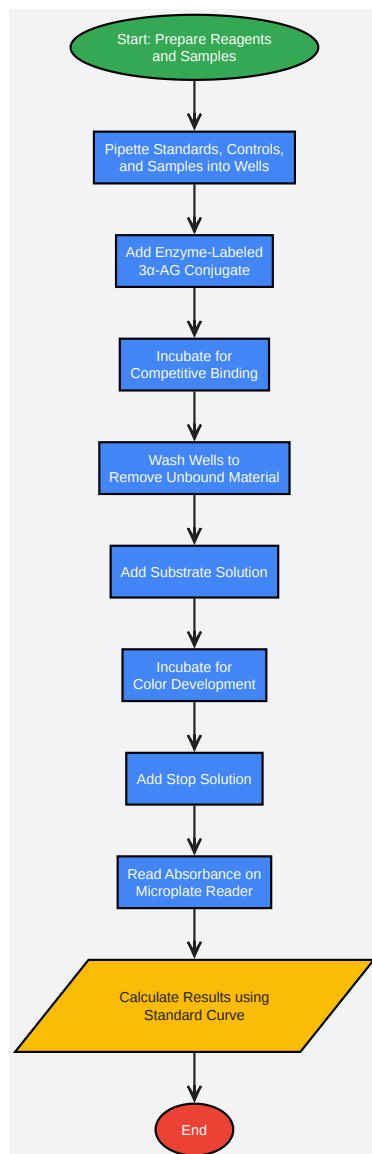 Start: Prepare Reagents
and Samples
Pipette Standards, Controls,
and Samples into Wells
Add Enzyme-Labeled
3α-AG Conjugate
Incubate for
Competitive Binding
Wash Wells to
Remove Unbound Material
Add Substrate Solution
Incubate for
Color Development
Add Stop Solution
Read Absorbance on
Microplate Reader
Calculate Results using
Standard Curve
End